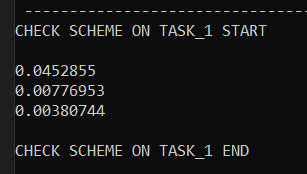 --------------------------------
CHECK SCHEME ON TASK_1 START
0.0452855
0.00776953
0.00380744
CHECK SCHEME ON TASK_1 END